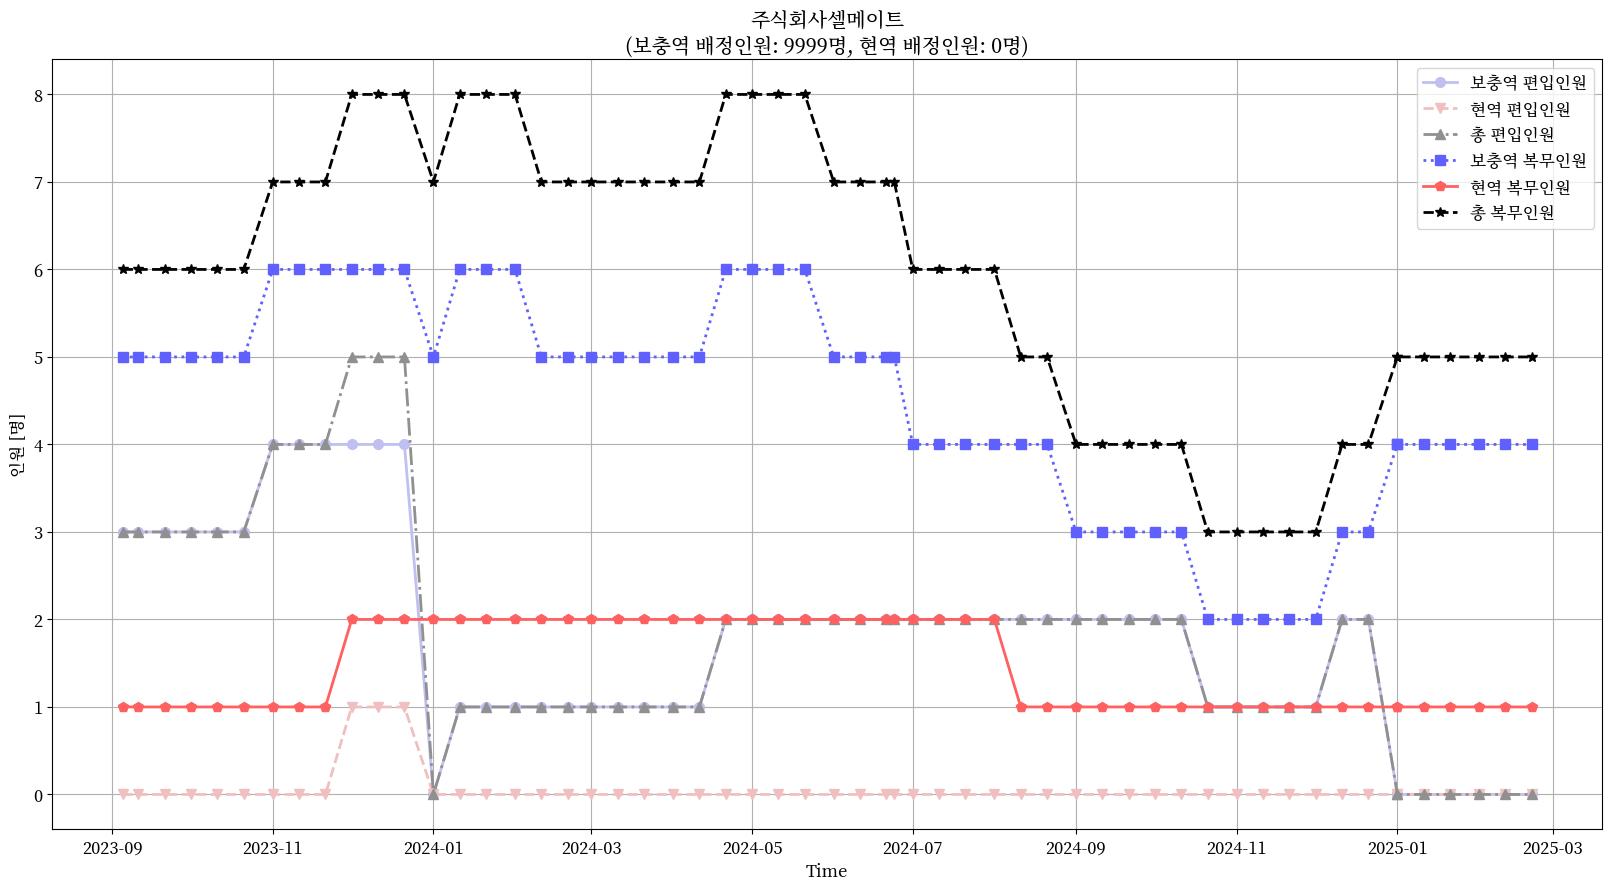 주식회사셀메이트
(보충역 배정인원: 9999명, 현역 배정인원: 0명)
보충역 편입인원
현역 편입인원
총 편입인원
보충역 복무인원
현역 복무인원
총 복무인원
인원 [명]
8
7
6
5
4
3
2
1
0
2023-09 2023-11 2024-01 2024-03 2024-05 2024-07 2024-09 2024-11 2025-01 2025-03
Time